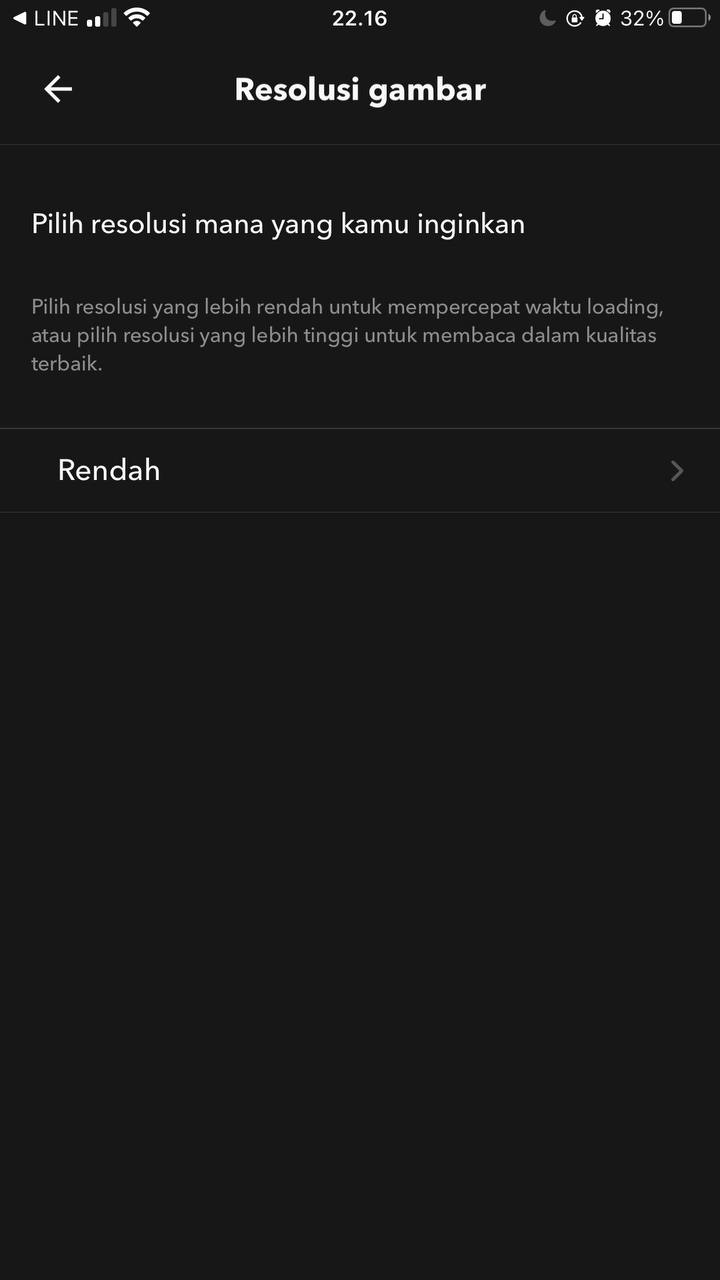 LINE
22.16
32%
Resolusi gambar
Pilih resolusi mana yang kamu inginkan
Pilih resolusi yang lebih rendah untuk mempercepat waktu loading,
atau pilih resolusi yang lebih tinggi untuk membaca dalam kualitas
terbaik.
Rendah